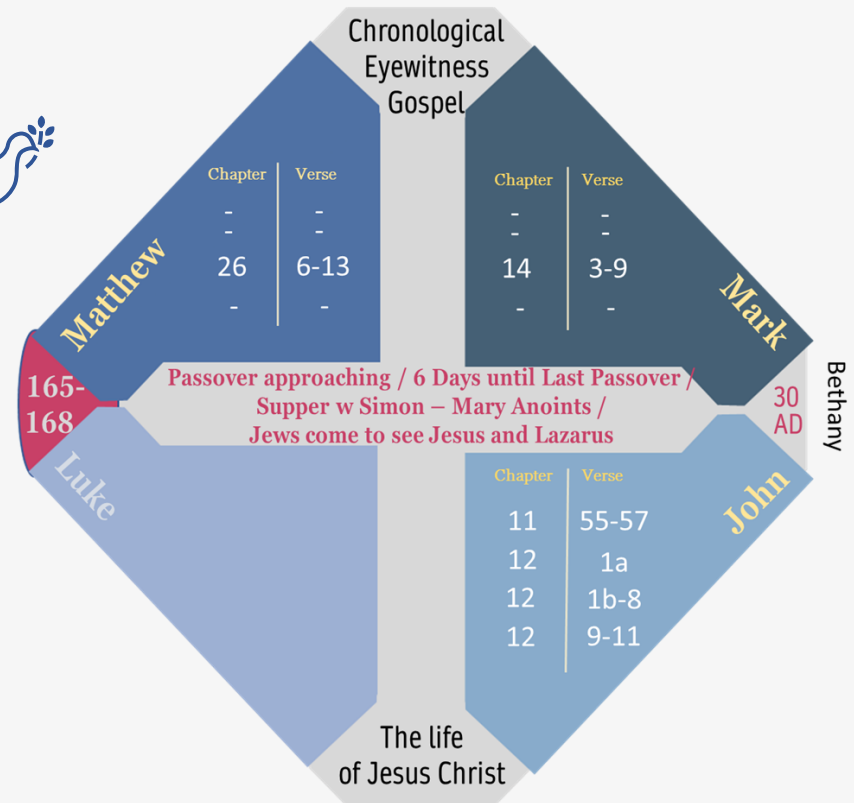 Chronological
Eyewitness
Gospel
Matthew
Chapter Verse
- -
- -
26 6-13
- -
Mark
Chapter Verse
- -
- -
14 3-9
- -
165-
168
Passover approaching / 6 Days until Last Passover /
Supper w Simon – Mary Anoints /
Jews come to see Jesus and Lazarus
30
AD
Bethany
Luke
John
Chapter Verse
11 55-57
12 1a
12 1b-8
12 9-11
The life
of Jesus Christ